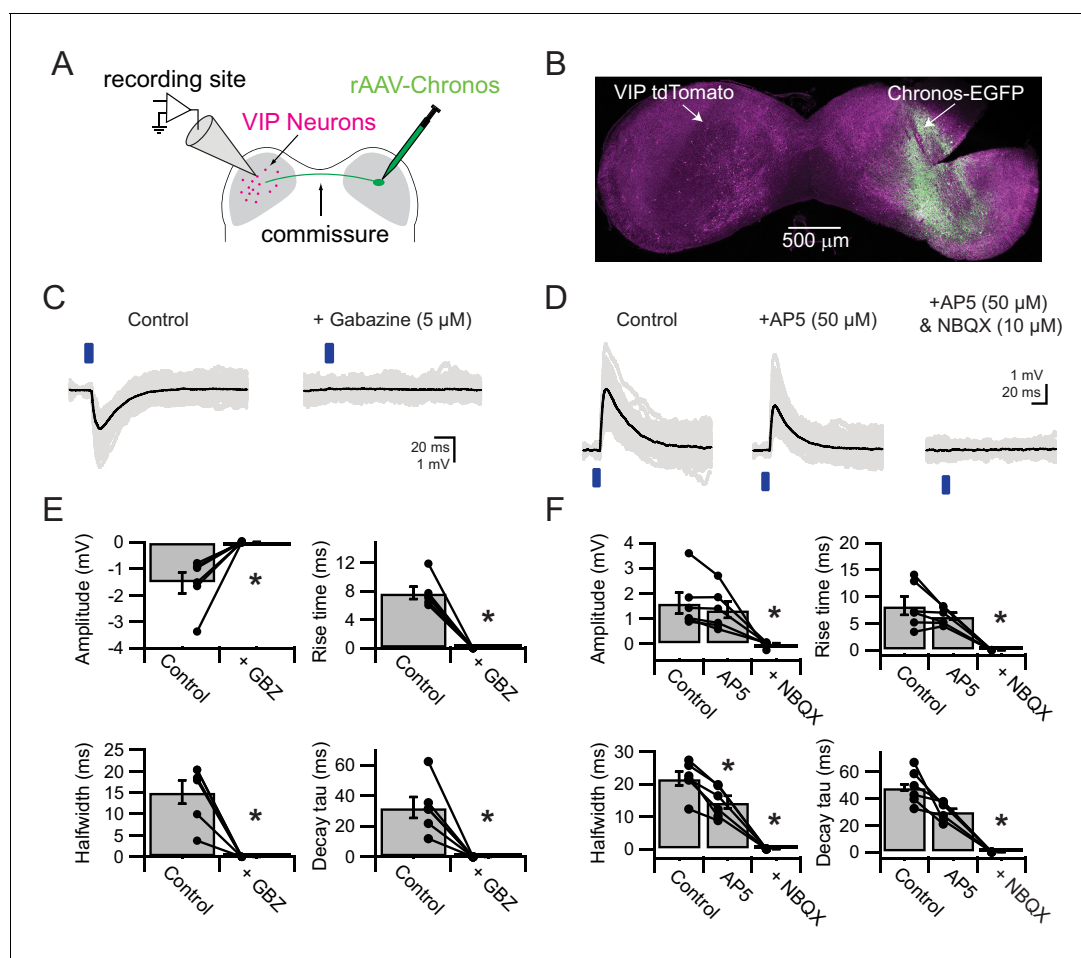 A
recording site
rAAV-Chronos
VIP Neurons
commissure
B
VIP tdTomato
Chronos-EGFP
500 µm
C
Control
+ Gabazine (5 µM)
20 ms
1 mV
D
Control
+AP5 (50 µM)
+AP5 (50 µM)
& NBQX (10 µM)
1 mV
20 ms
E
Amplitude (mV)
0
-1
-2
-3
-4
*
Control
+ GBZ
Rise time (ms)
12
8
4
0
*
Control
+ GBZ
Halfwidth (ms)
25
20
15
10
5
0
*
Control
+ GBZ
Decay tau (ms)
60
40
20
0
*
Control
+ GBZ
F
Amplitude (mV)
4
3
2
1
0
*
Control
AP5
+ NBQX
Rise time (ms)
20
15
10
5
0
*
Control
AP5
+ NBQX
Halfwidth (ms)
30
20
10
0
*
*
Control
AP5
+ NBQX
Decay tau (ms)
60
40
20
0
*
Control
AP5
+ NBQX